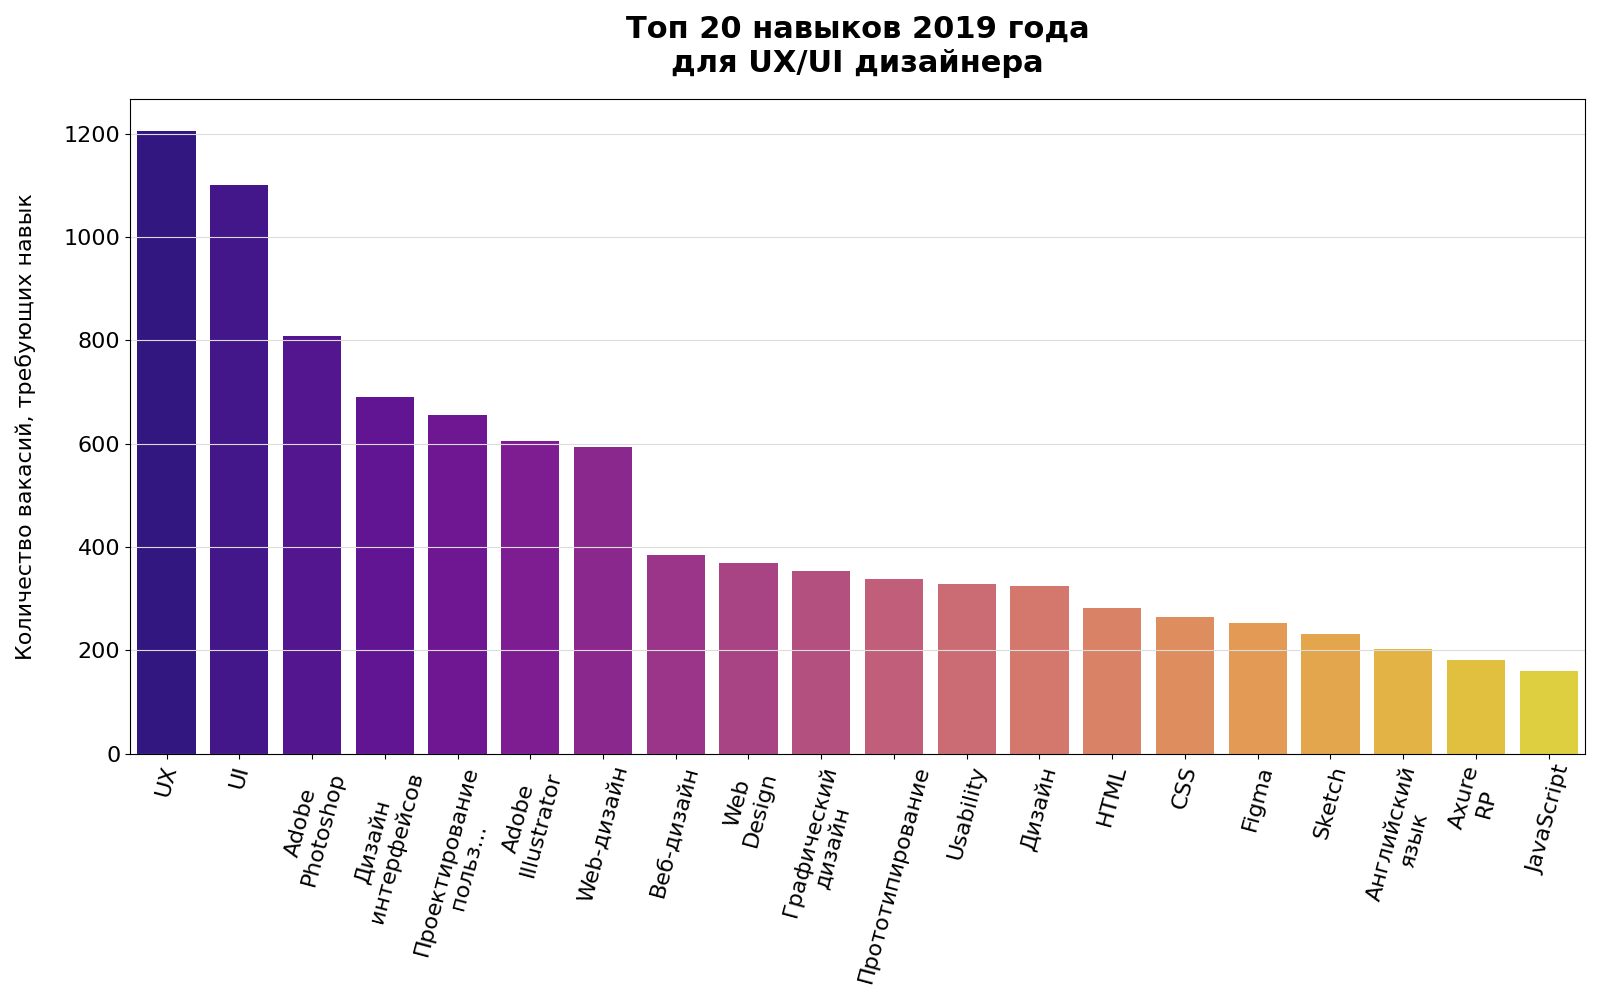 Топ 20 навыков 2019 года
для UX/UI дизайнера
Количество вакасий, требующих навык
1200
1000
800
600
400
200
0
UX
UI
Adobe
Photoshop
Дизайн
интерфейсов
Проектирование
польз...
Adobe
Illustrator
Web-дизайн
Веб-дизайн
Web
Design
Графический
дизайн
Прототипирование
Usability
Дизайн
HTML
CSS
Figma
Sketch
Английский
язык
Axure
RP
JavaScript